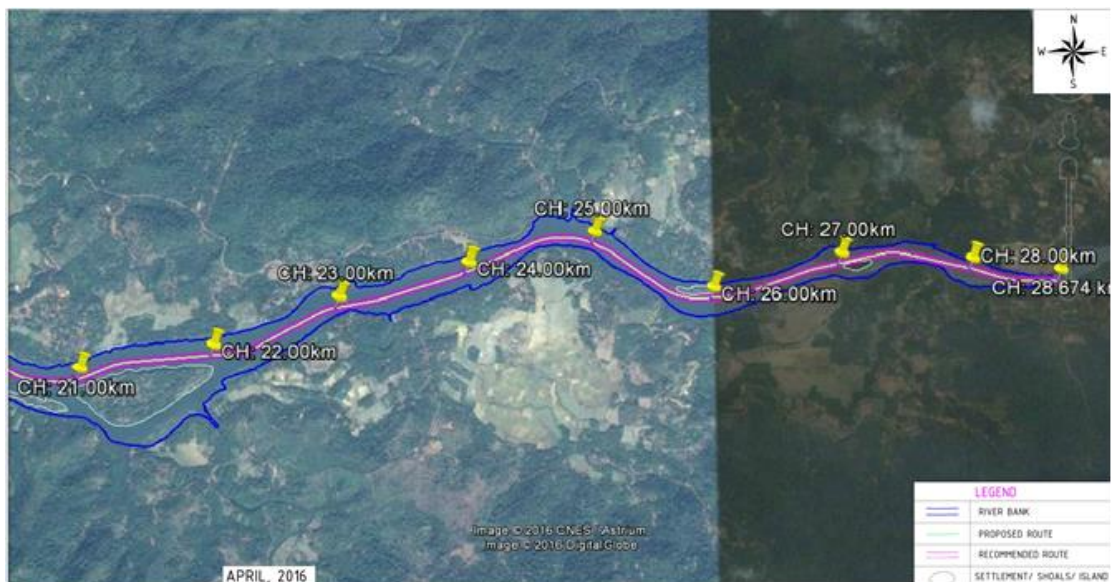 N
W E
S
CH: 25.00km
CH: 27.00km
CH: 23.00km
CH: 24.00km
CH: 28.00km
CH: 26.00km
CH: 28.674 km
CH: 22.00km
CH: 21.00km
LEGEND
RIVER BANK
PROPOSED ROUTE
RECOMMENDED ROUTE
SETTLEMENT/ SHOALS/ ISLAND
Image © 2016 CNES / Astrium
Image © 2016 DigitalGlobe
APRIL, 2016